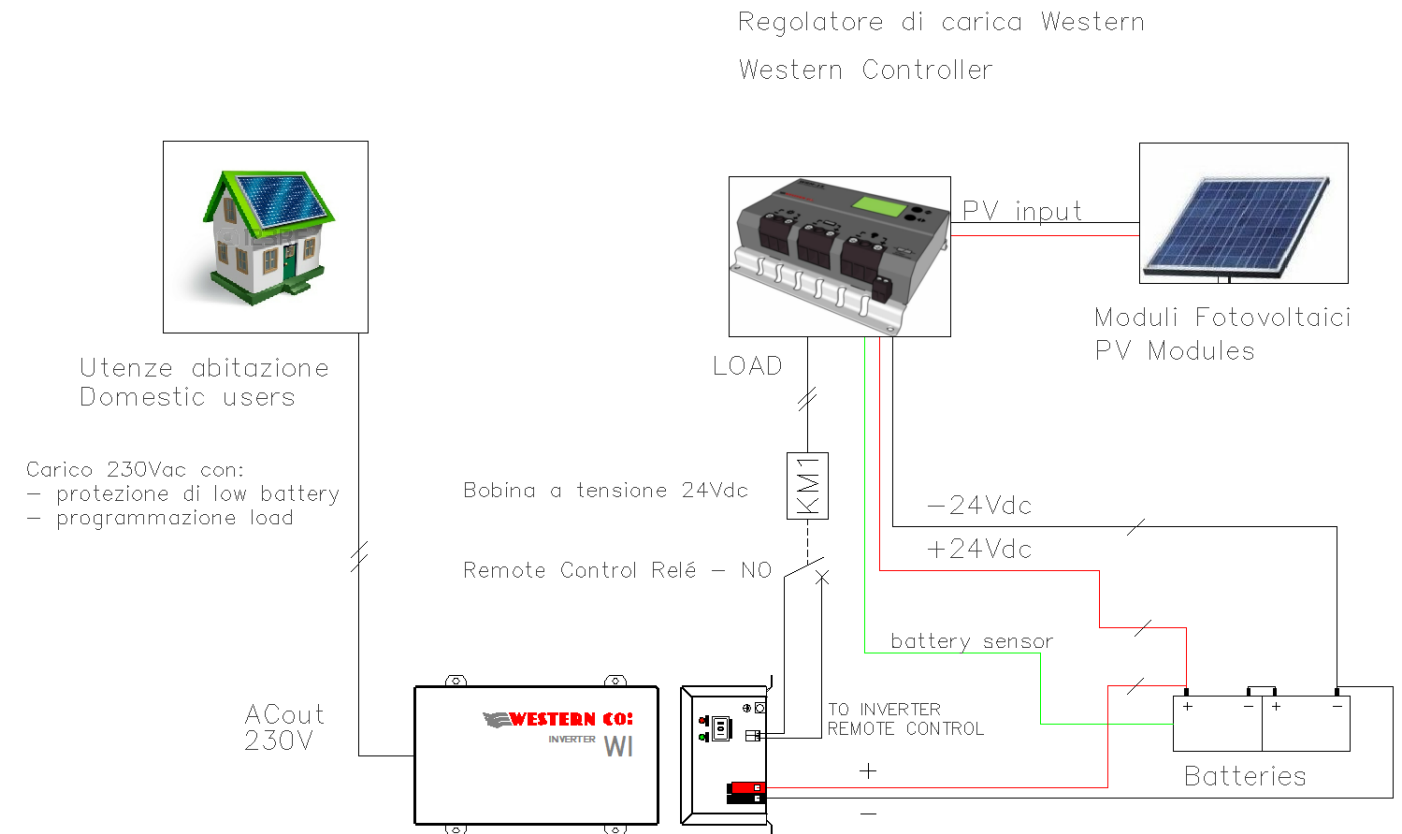 Regolatore di carica Western
Western Controller
PV input
Moduli Fotovoltaici
PV Modules
LOAD
Utenze abitazione
Domestic users
Carico 230Vac con:
– protezione di low battery
– programmazione load
Bobina a tensione 24Vdc
KM1
Remote Control Relé – NO
–24Vdc
+24Vdc
battery sensor
ACout
230V
WESTERN CO:
INVERTER WI
TO INVERTER
REMOTE CONTROL
+ – + –
Batteries
+
–